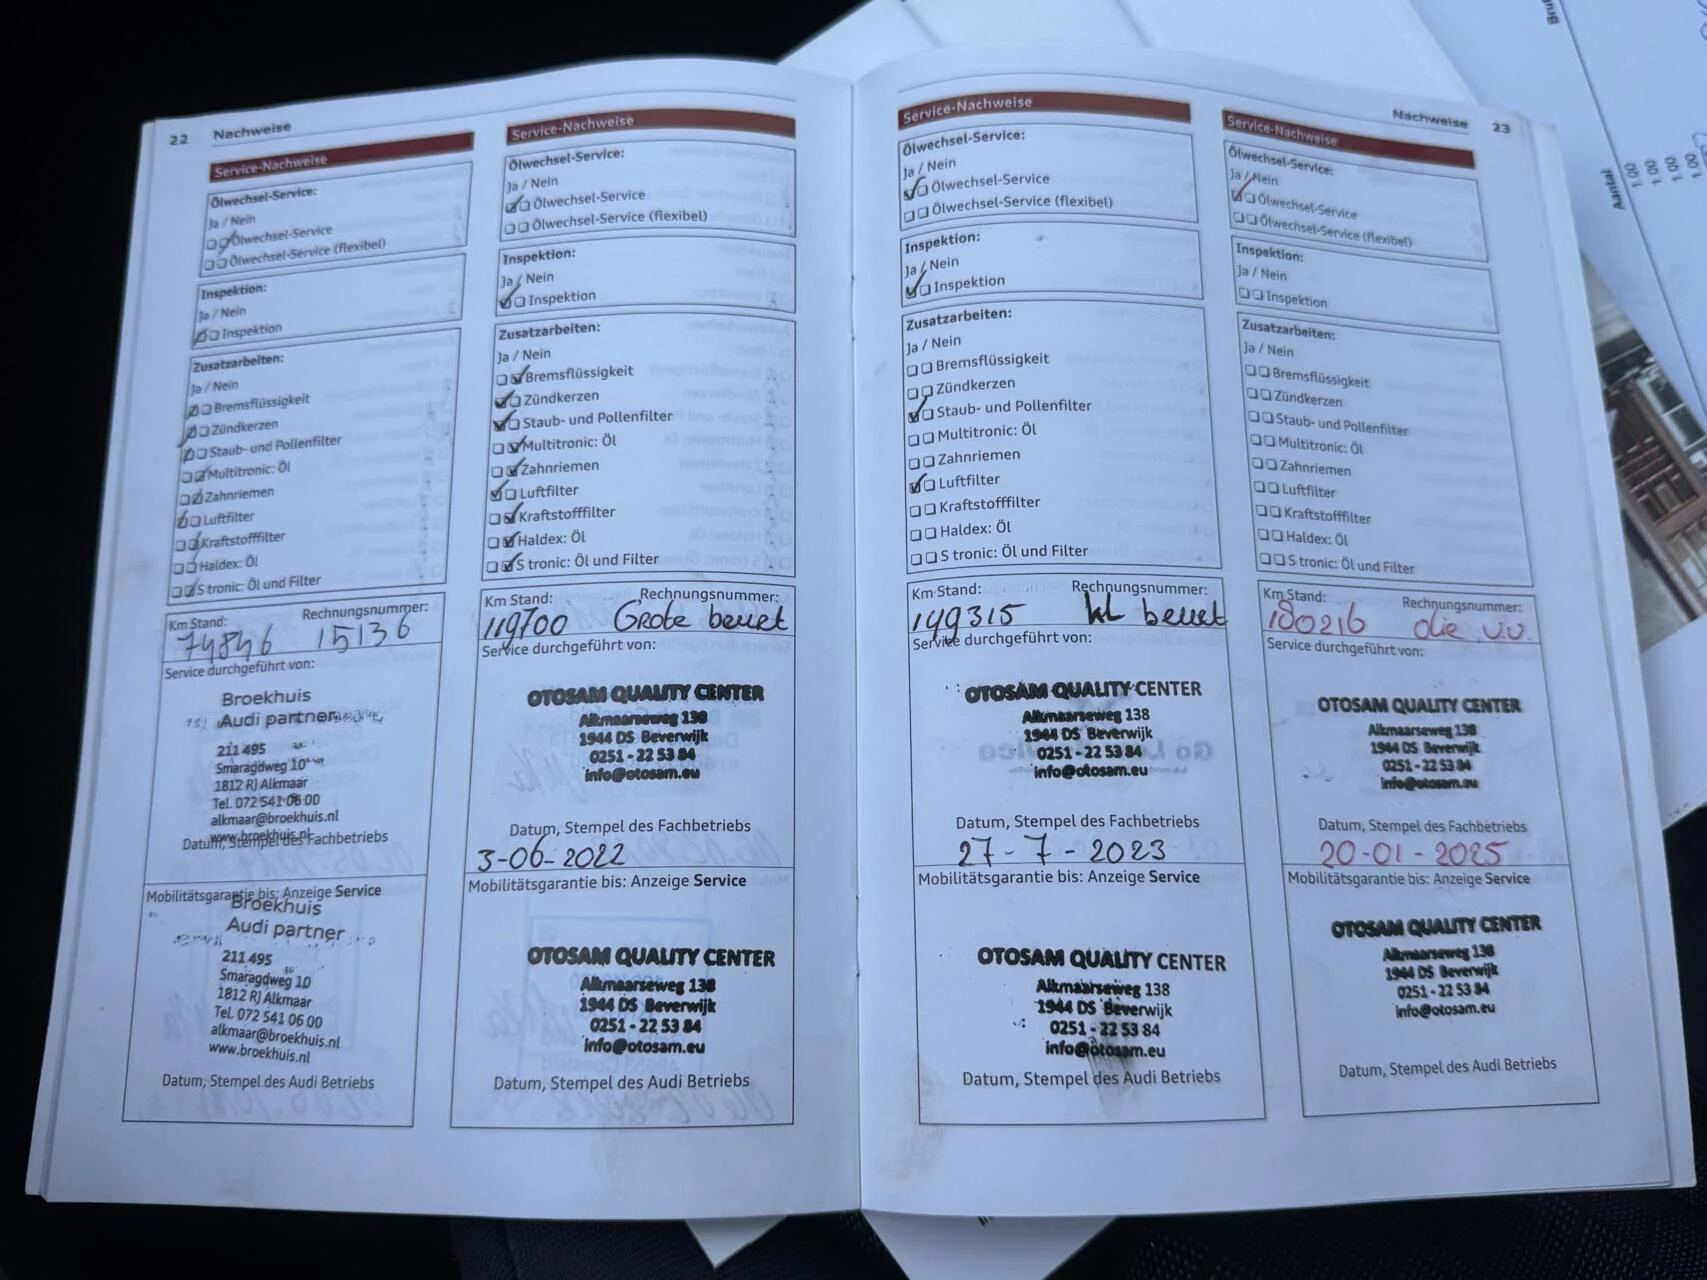 22 Nachweise
Service-Nachweise
Ölwechsel-Service:
Ja / Nein
Ölwechsel-Service
Ölwechsel-Service (flexibel)
Inspektion:
Ja / Nein
Inspektion
Zusatzarbeiten:
Ja / Nein
Bremsflüssigkeit
Zündkerzen
Staub- und Pollenfilter
Multitronic: Öl
Zahnriemen
Luftfilter
Kraftstofffilter
Haldex: Öl
S tronic: Öl und Filter
Km Stand: Rechnungsnummer:
74846 15136
Service durchgeführt von:
Broekhuis
Audi partner
211 495
Smaragdweg 10
1812 RJ Alkmaar
Tel. 072 541 06 00
alkmaar@broekhuis.nl
www.broekhuis.nl
Datum, Stempel des Fachbetriebs
Mobilitätsgarantie bis: Anzeige Service
Broekhuis
Audi partner
211 495
Smaragdweg 10
1812 RJ Alkmaar
Tel. 072 541 06 00
alkmaar@broekhuis.nl
www.broekhuis.nl
Datum, Stempel des Audi Betriebs
Service-Nachweise
Ölwechsel-Service:
Ja / Nein
Ölwechsel-Service
Ölwechsel-Service (flexibel)
Inspektion:
Ja / Nein
Inspektion
Zusatzarbeiten:
Ja / Nein
Bremsflüssigkeit
Zündkerzen
Staub- und Pollenfilter
Multitronic: Öl
Zahnriemen
Luftfilter
Kraftstofffilter
Haldex: Öl
S tronic: Öl und Filter
Km Stand: Rechnungsnummer:
119700 Grote beurt
Service durchgeführt von:
OTOSAM QUALITY CENTER
Alkmaarseweg 138
1944 DS Beverwijk
0251 - 22 53 84
info@otosam.eu
Datum, Stempel des Fachbetriebs
3-06-2022
Mobilitätsgarantie bis: Anzeige Service
OTOSAM QUALITY CENTER
Alkmaarseweg 138
1944 DS Beverwijk
0251 - 22 53 84
info@otosam.eu
Datum, Stempel des Audi Betriebs
Service-Nachweise
Ölwechsel-Service:
Ja / Nein
Ölwechsel-Service
Ölwechsel-Service (flexibel)
Inspektion:
Ja / Nein
Inspektion
Zusatzarbeiten:
Ja / Nein
Bremsflüssigkeit
Zündkerzen
Staub- und Pollenfilter
Multitronic: Öl
Zahnriemen
Luftfilter
Kraftstofffilter
Haldex: Öl
S tronic: Öl und Filter
Km Stand: Rechnungsnummer:
149315 kl beurt
Service durchgeführt von:
OTOSAM QUALITY CENTER
Alkmaarseweg 138
1944 DS Beverwijk
0251 - 22 53 84
info@otosam.eu
Datum, Stempel des Fachbetriebs
27-7-2023
Mobilitätsgarantie bis: Anzeige Service
OTOSAM QUALITY CENTER
Alkmaarseweg 138
1944 DS Beverwijk
0251 - 22 53 84
info@otosam.eu
Datum, Stempel des Audi Betriebs
Nachweise 23
Service-Nachweise
Ölwechsel-Service:
Ja / Nein
Ölwechsel-Service
Ölwechsel-Service (flexibel)
Inspektion:
Ja / Nein
Inspektion
Zusatzarbeiten:
Ja / Nein
Bremsflüssigkeit
Zündkerzen
Staub- und Pollenfilter
Multitronic: Öl
Zahnriemen
Luftfilter
Kraftstofffilter
Haldex: Öl
S tronic: Öl und Filter
Km Stand: Rechnungsnummer:
180216 olie v.v.
Service durchgeführt von:
OTOSAM QUALITY CENTER
Alkmaarseweg 138
1944 DS Beverwijk
0251 - 22 53 84
info@otosam.eu
Datum, Stempel des Fachbetriebs
20-01-2025
Mobilitätsgarantie bis: Anzeige Service
OTOSAM QUALITY CENTER
Alkmaarseweg 138
1944 DS Beverwijk
0251 - 22 53 84
info@otosam.eu
Datum, Stempel des Audi Betriebs
Aantal
1.00
1.00
1.00
1.00